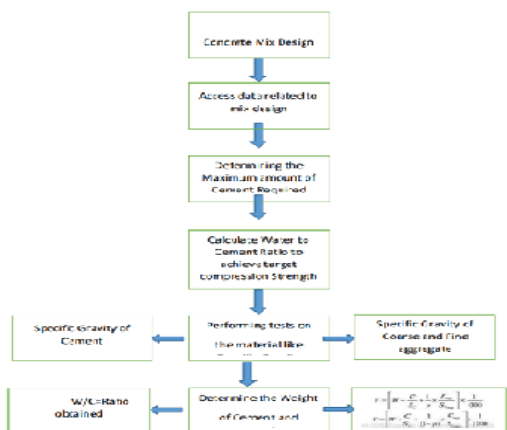 Concrete Mix Design
Access data related to
mix design
Determining the
Maximum amount of
Cement Required
Calculate Water to
Cement Ratio to
achieve target
compression Strength
Specific Gravity of
Cement
Performing tests on
the material like
Specific Gravity of
Coarse and Fine
aggregate
W/C=Ratio
obtained
Determine the Weight
of Cement and